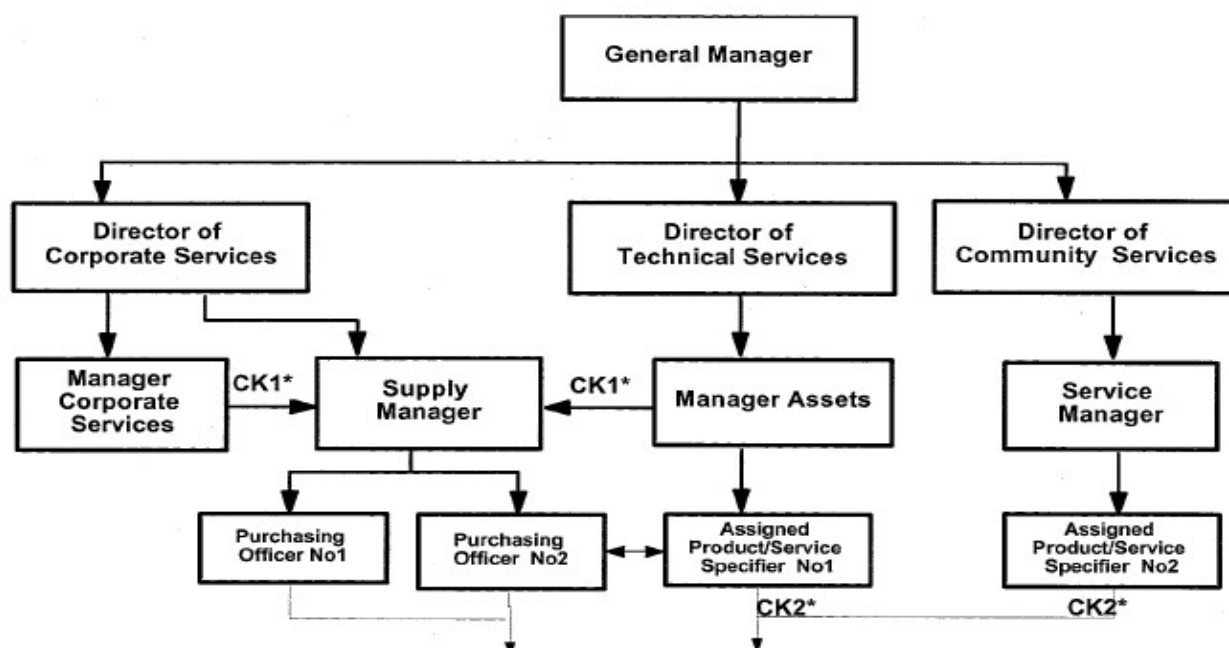 General Manager
Director of
Corporate Services
Director of
Technical Services
Director of
Community Services
Manager
Corporate
Services
CK1*
Supply
Manager
CK1*
Manager Assets
Service
Manager
Purchasing
Officer No1
Purchasing
Officer No2
Assigned
Product/Service
Specifier No1
Assigned
Product/Service
Specifier No2
CK2*
CK2*